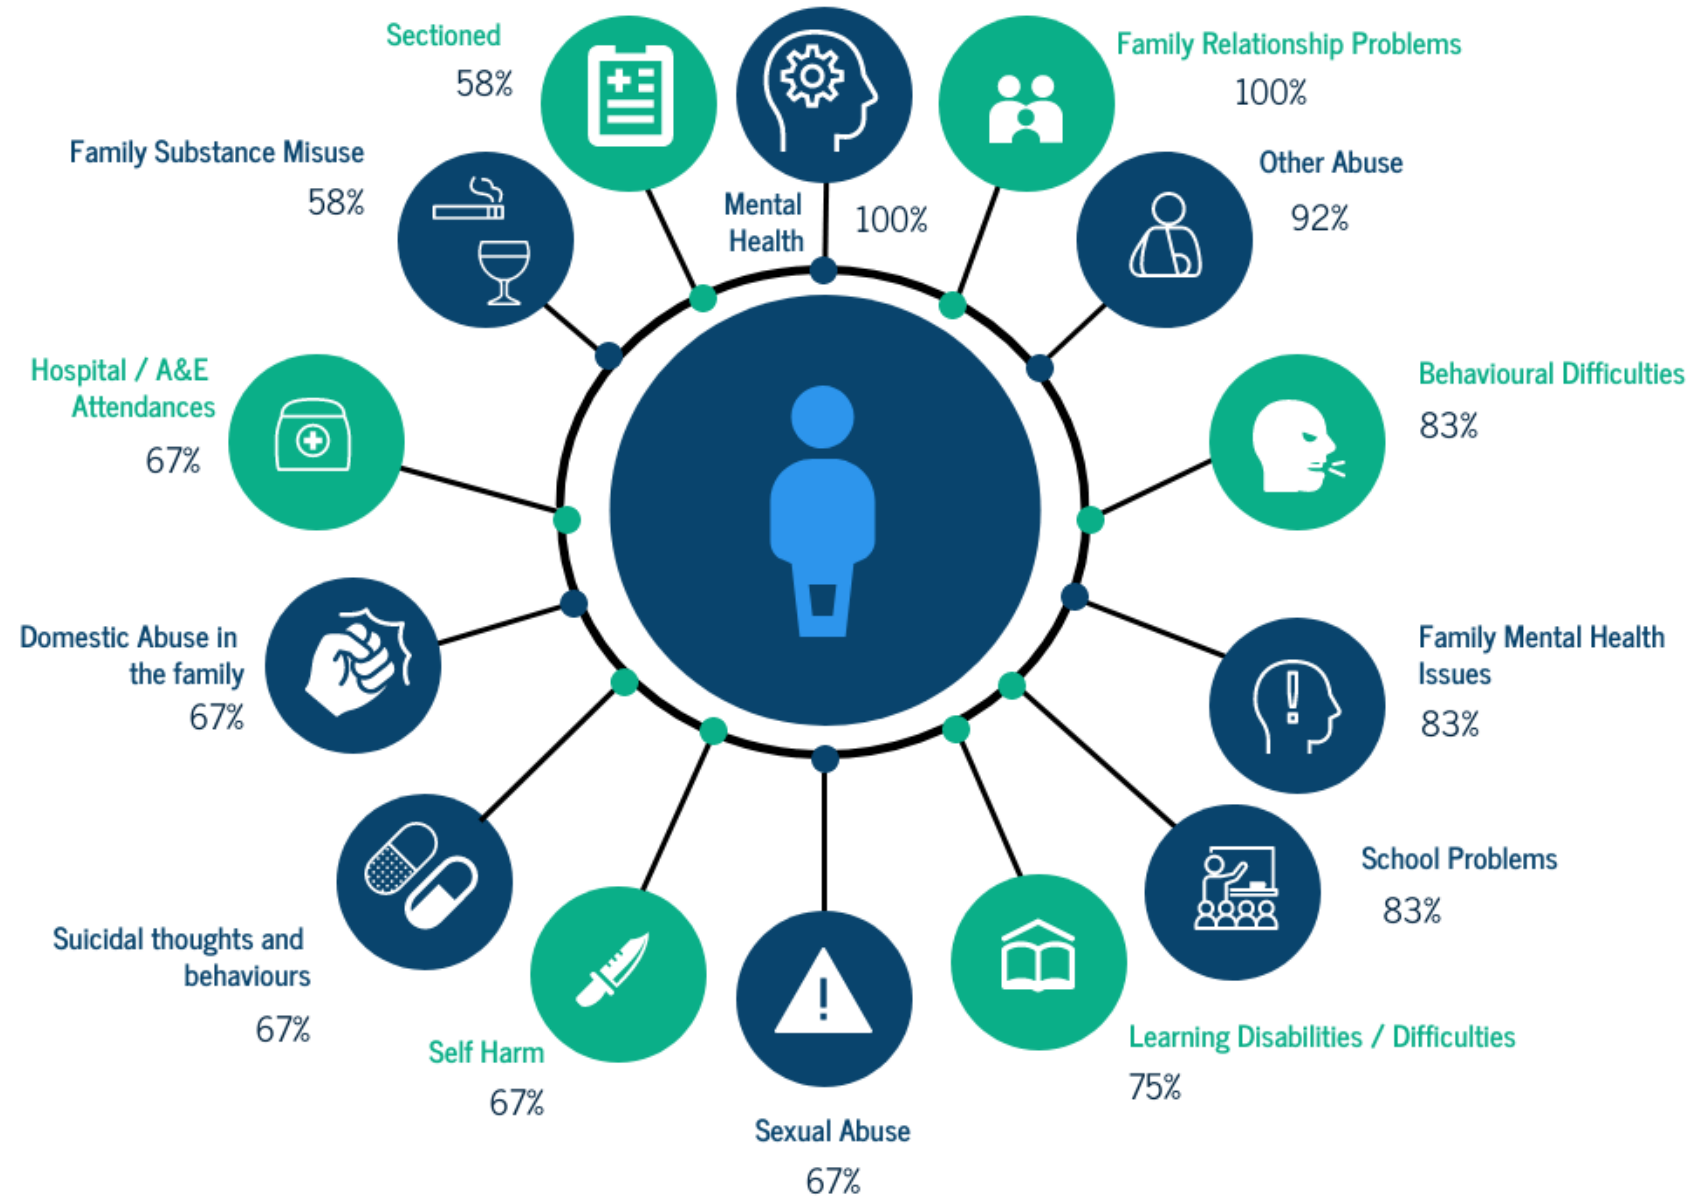 Sectioned
58%
Mental
Health
100%
Family Relationship Problems
100%
Other Abuse
92%
Behavioural Difficulties
83%
Family Mental Health
Issues
83%
School Problems
83%
Learning Disabilities / Difficulties
75%
Sexual Abuse
67%
Self Harm
67%
Suicidal thoughts and
behaviours
67%
Domestic Abuse in
the family
67%
Hospital / A&E
Attendances
67%
Family Substance Misuse
58%